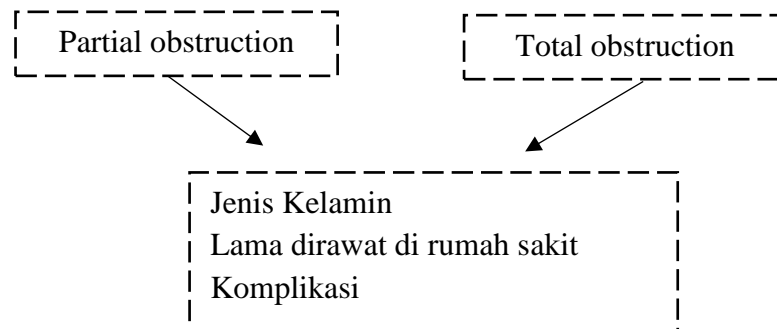 Partial obstruction
Total obstruction
Jenis Kelamin
Lama dirawat di rumah sakit
Komplikasi